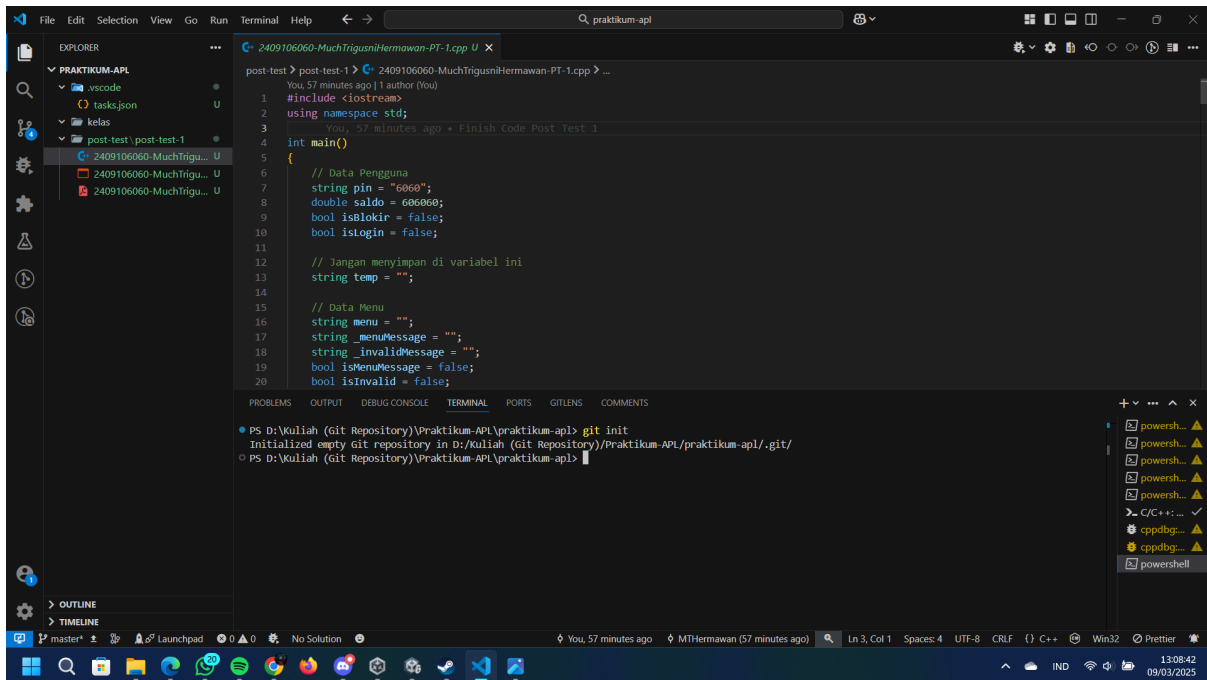 File Edit Selection View Go Run Terminal Help
praktikum-apl
EXPLORER
2409106060-MuchTrigusniHermawan-PT-1.cpp U
PRAKTIKUM-APL
.vscode
tasks.json U
kelas
post-test\post-test-1
2409106060-MuchTrigu... U
2409106060-MuchTrigu... U
2409106060-MuchTrigu... U
post-test > post-test-1 > 2409106060-MuchTrigusniHermawan-PT-1.cpp > ...
You, 57 minutes ago | 1 author (You)
1 #include <iostream>
2 using namespace std;
3 You, 57 minutes ago • Finish Code Post Test 1
4 int main()
5 {
6 // Data Pengguna
7 string pin = "6060";
8 double saldo = 606060;
9 bool isBlokir = false;
10 bool isLogin = false;
11
12 // Jangan menyimpan di variabel ini
13 string temp = "";
14
15 // Data Menu
16 string menu = "";
17 string _menuMessage = "";
18 string _invalidMessage = "";
19 bool isMenuMessage = false;
20 bool isInvalid = false;
PROBLEMS OUTPUT DEBUG CONSOLE TERMINAL PORTS GITLENS COMMENTS
PS D:\Kuliah (Git Repository)\Praktikum-APL\praktikum-apl> git init
Initialized empty Git repository in D:/Kuliah (Git Repository)/Praktikum-APL/praktikum-apl/.git/
PS D:\Kuliah (Git Repository)\Praktikum-APL\praktikum-apl>
powersh...
powersh...
powersh...
powersh...
powersh...
C/C++: ...
cppdbg:...
cppdbg:...
powershell
4
1
OUTLINE
TIMELINE
master* Launchpad 0 0 No Solution You, 57 minutes ago MTHermawan (57 minutes ago) Ln 3, Col 1 Spaces: 4 UTF-8 CRLF {} C++ Win32 Prettier
20
IND
13:08:42
09/03/2025